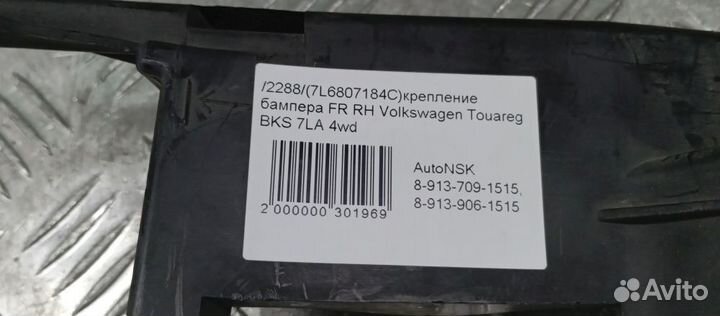 /2288/(7L6807184C)крепление
бампера FR RH Volkswagen Touareg
BKS 7LA 4wd
AutoNSK
8-913-709-1515,
8-913-906-1515
2 000000 301969
Avito